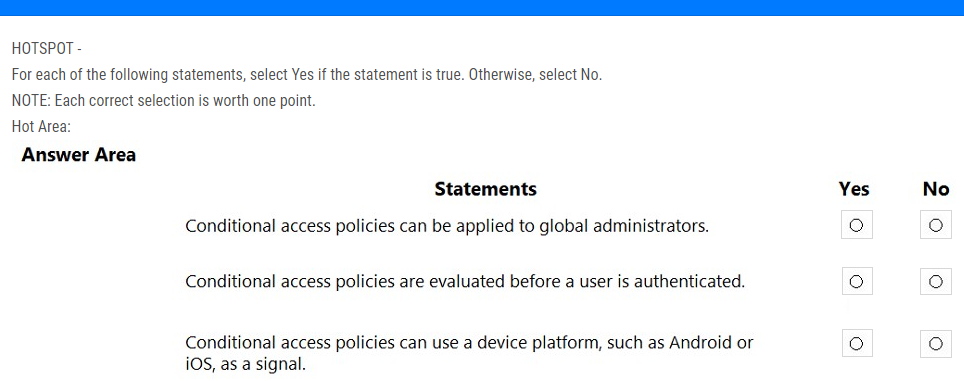 HOTSPOT -
For each of the following statements, select Yes if the statement is true. Otherwise, select No.
NOTE: Each correct selection is worth one point.
Hot Area:
Answer Area
Statements Yes No
Conditional access policies can be applied to global administrators.
Conditional access policies are evaluated before a user is authenticated.
Conditional access policies can use a device platform, such as Android or
iOS, as a signal.